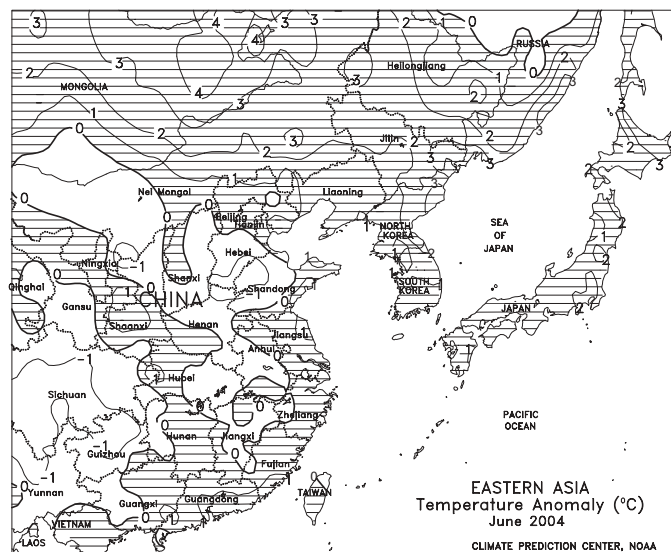 RUSSIA
Heilongjiang
MONGOLIA
Jilin
Nei Mongol
Liaoning
Beijing
Tianjin
NORTH
KOREA
SEA
OF
JAPAN
Hebei
Ningxia
Shanxi
Shandong
SOUTH
KOREA
Qinghai
CHINA
Gansu
JAPAN
Shaanxi
Henan
Jiangsu
Anhui
Hubei
Sichuan
Zhejiang
PACIFIC
OCEAN
Hunan
Jiangxi
Guizhou
Fujian
Yunnan
Guangxi
Guangdong
TAIWAN
VIETNAM
LAOS
EASTERN ASIA
Temperature Anomaly (°C)
June 2004
CLIMATE PREDICTION CENTER, NOAA